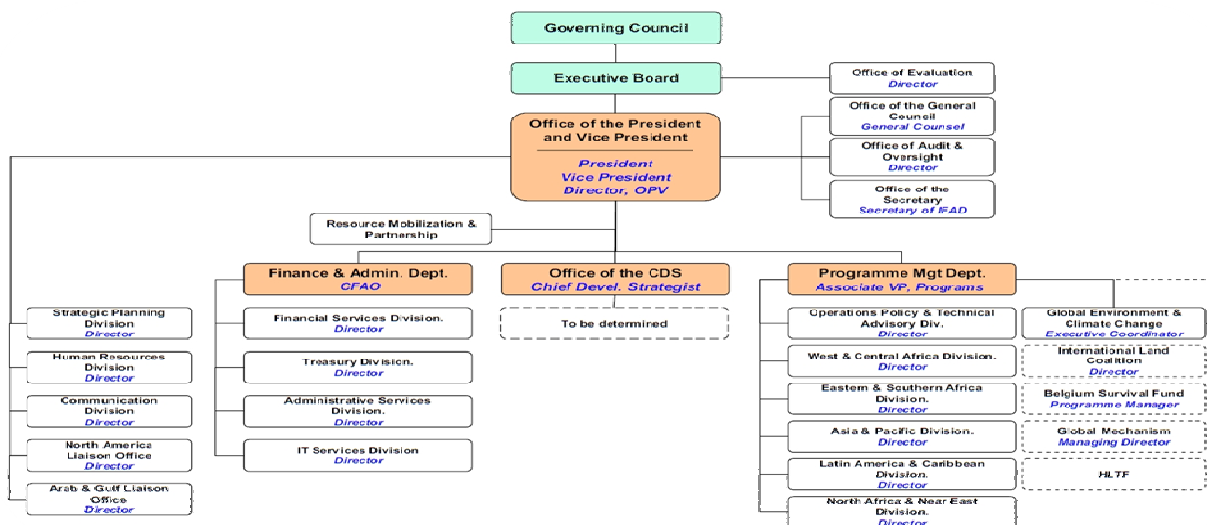 Governing Council
Executive Board
Office of Evaluation
Director
Office of the President
and Vice President
President
Vice President
Director, OPV
Office of the General
Council
General Counsel
Office of Audit &
Oversight
Director
Office of the
Secretary
Secretary of IFAD
Resource Mobilization &
Partnership
Finance & Admin. Dept.
CFAO
Office of the CDS
Chief Devel. Strategist
Programme Mgt Dept.
Associate VP, Programs
Strategic Planning
Division
Director
Human Resources
Division
Director
Communication
Division
Director
North America
Liaison Office
Director
Arab & Gulf Liaison
Office
Director
Financial Services Division.
Director
Treasury Division.
Director
Administrative Services
Division.
Director
IT Services Division
Director
To be determined
Operations Policy & Technical
Advisory Div.
Director
West & Central Africa Division.
Director
Eastern & Southern Africa
Division.
Director
Asia & Pacific Division.
Director
Latin America & Caribbean
Division.
Director
North Africa & Near East
Division.
Director
Global Environment &
Climate Change
Executive Coordinator
International Land
Coalition
Director
Belgium Survival Fund
Programme Manager
Global Mechanism
Managing Director
HLTF